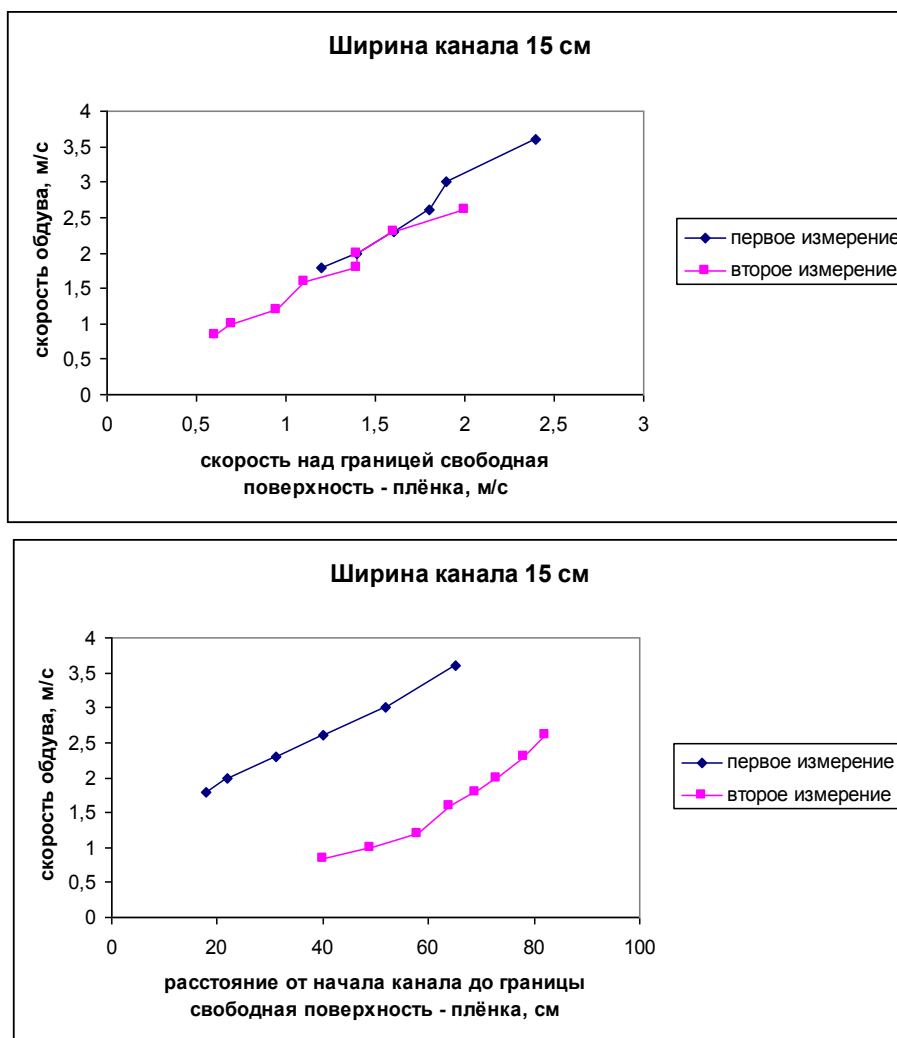 Ширина канала 15 см
4
3,5
3
2,5
2
1,5
1
0,5
0
0 0,5 1 1,5 2 2,5 3
скорость обдува, м/с
скорость над границей свободная
поверхность - плёнка, м/с
первое измерение
второе измерение
Ширина канала 15 см
4
3,5
3
2,5
2
1,5
1
0,5
0
0 20 40 60 80 100
скорость обдува, м/с
расстояние от начала канала до границы
свободная поверхность - плёнка, см
первое измерение
второе измерение